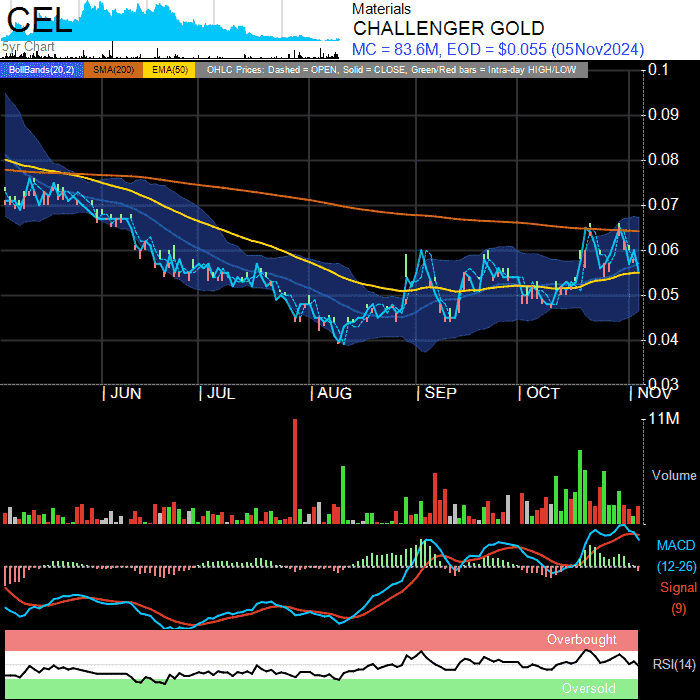 CEL
5yr Chart
Materials
CHALLENGER GOLD
MC = 83.6M, EOD = $0.055 (05Nov2024)
BollBands(20,2) SMA(200) EMA(50) OHLC Prices: Dashed = OPEN, Solid = CLOSE, Green/Red bars = Intra-day HIGH/LOW
0.1
0.09
0.08
0.07
0.06
0.05
0.04
0.03
JUN JUL AUG SEP OCT NOV
11M
Volume
MACD
(12-26)
Signal
(9)
Overbought
RSI(14)
Oversold